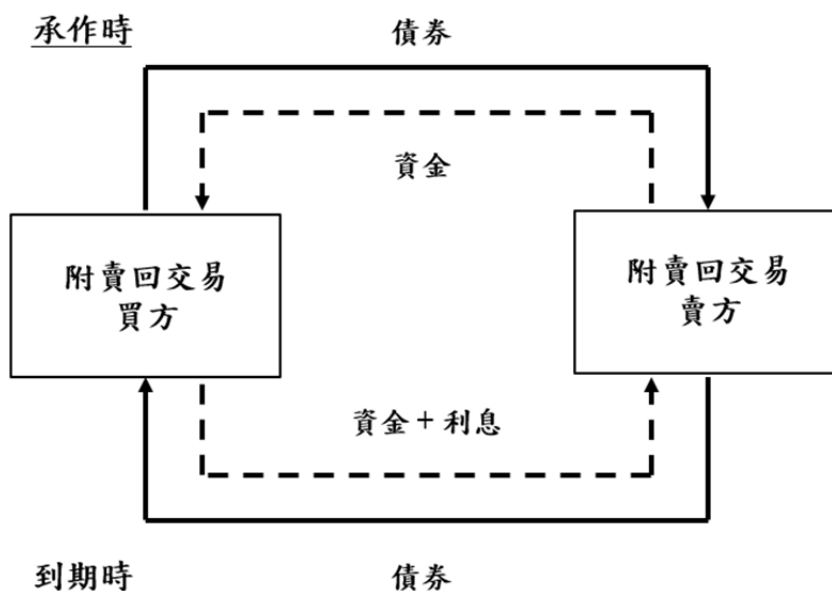 承作時
債券
資金
附賣回交易
買方
附賣回交易
賣方
資金+利息
到期時
債券